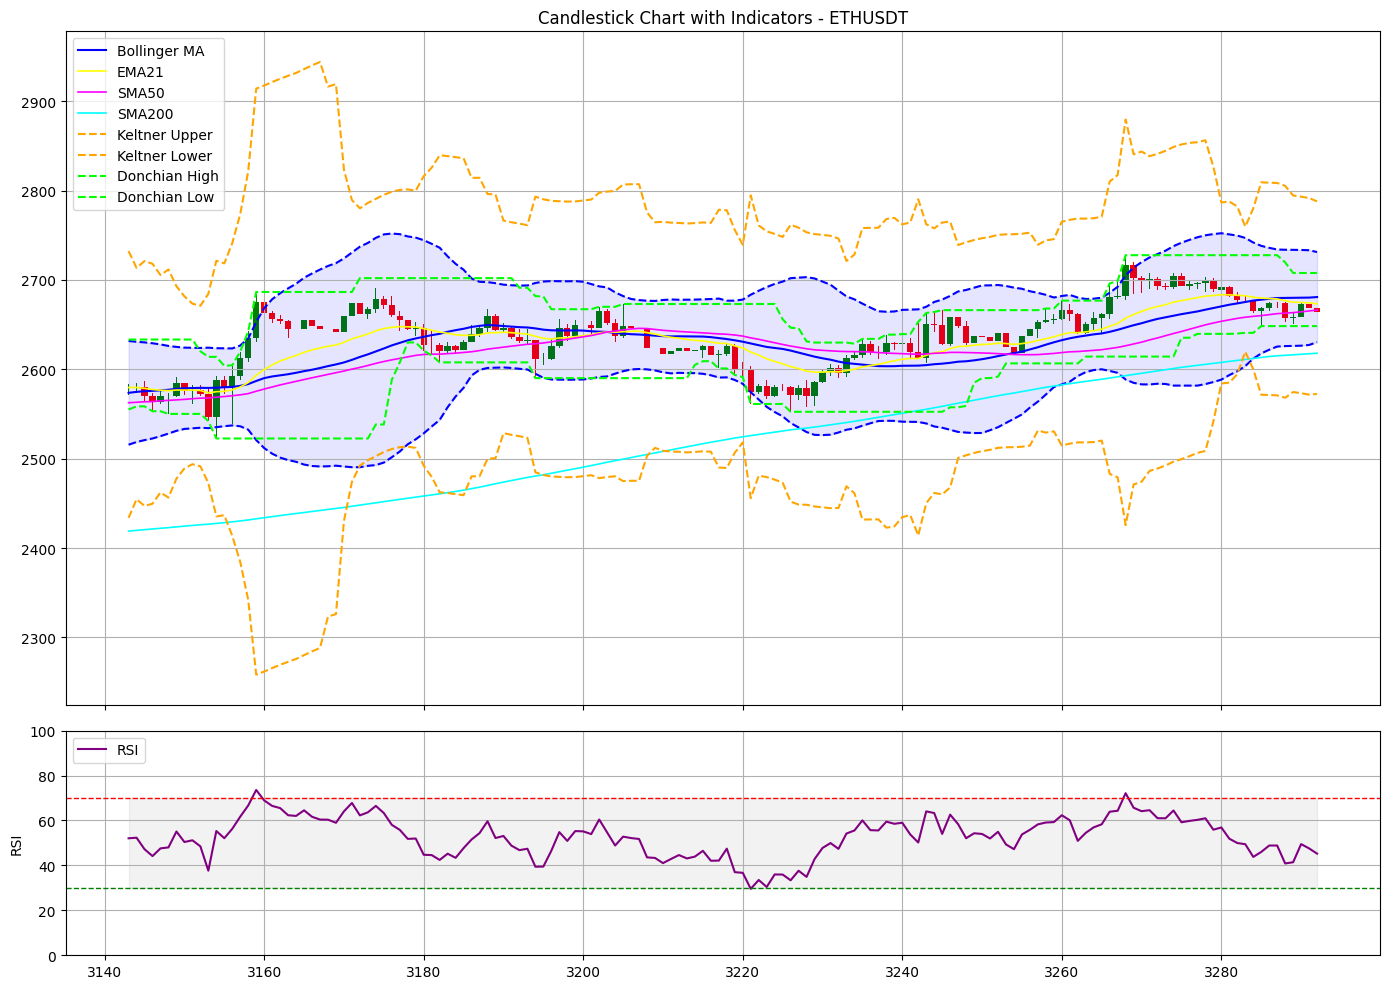 Candlestick Chart with Indicators - ETHUSDT
Bollinger MA
EMA21
SMA50
SMA200
Keltner Upper
Keltner Lower
Donchian High
Donchian Low
2900
2800
2700
2600
2500
2400
2300
RSI
100
80
60
40
20
0
RSI
3140 3160 3180 3200 3220 3240 3260 3280